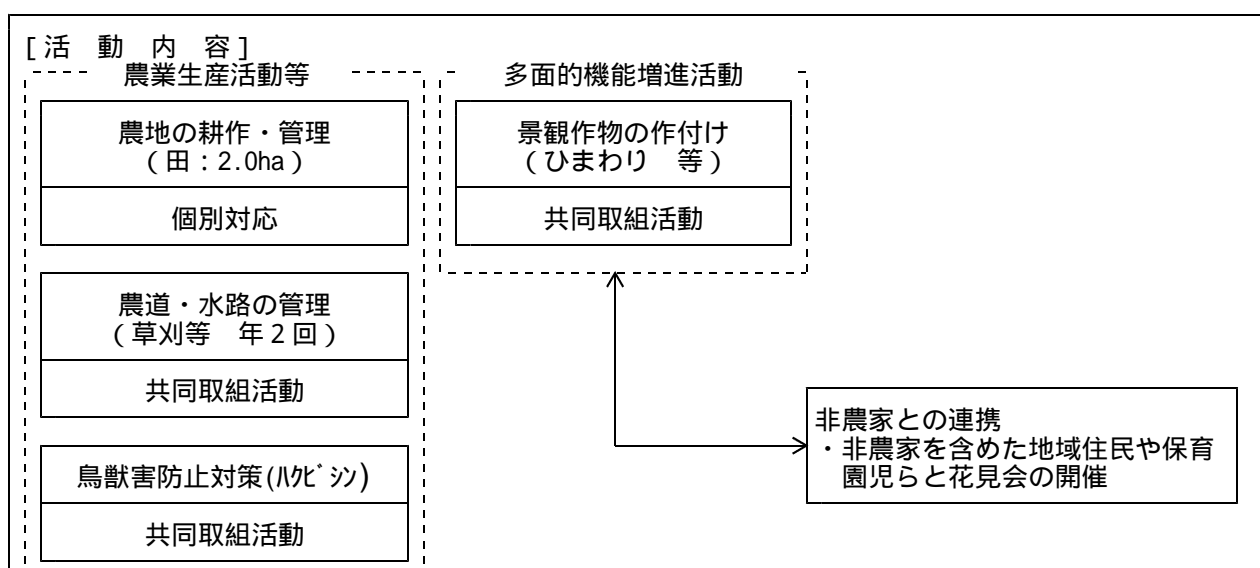 [活 動 内 容]
農業生産活動等
農地の耕作・管理
(田:2.0ha)
個別対応
農道・水路の管理
(草刈等 年2回)
共同取組活動
鳥獣害防止対策(ﾊｸﾋﾞｼﾝ)
共同取組活動
多面的機能増進活動
景観作物の作付け
(ひまわり 等)
共同取組活動
非農家との連携
・非農家を含めた地域住民や保育
園児らと花見会の開催